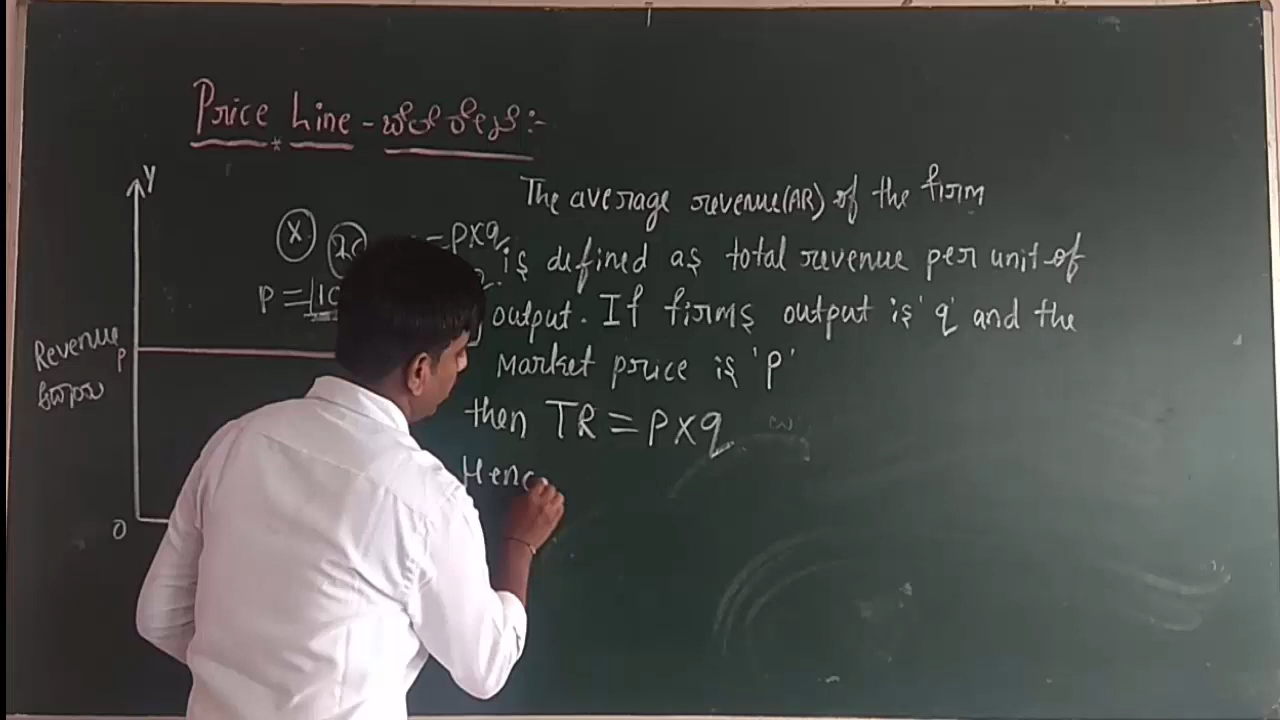 Price Line - ಬೆಲೆ ರೇಖೆ :-
Y
The average revenue(AR) of the firm
X
= P x q
is defined as total revenue per unit of
P = 10
output. If firms output is 'q' and the
Revenue
P
Market price is 'P'
then TR = P x q
Henc
O